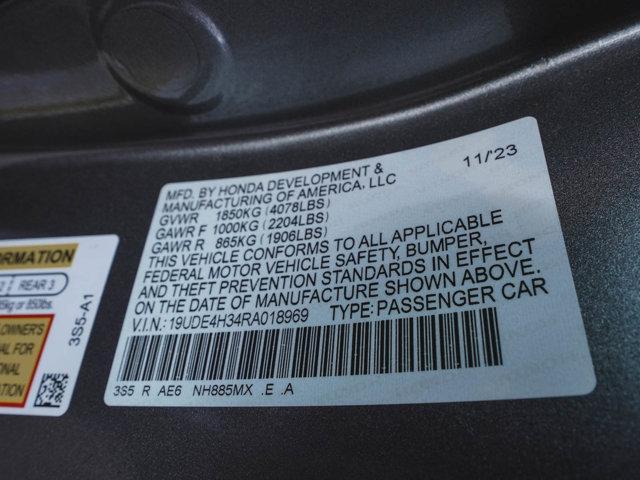 11/'23
MFD. BY HONDA DEVELOPMENT &
MANUFACTURING OF AMERICA, LLC
GVWR 1850KG (4078LBS)
GAWR F 1000KG (2204LBS)
GAWR R 865KG (1906LBS)
THIS VEHICLE CONFORMS TO ALL APPLICABLE
FEDERAL MOTOR VEHICLE SAFETY, BUMPER,
AND THEFT PREVENTION STANDARDS IN EFFECT
ON THE DATE OF MANUFACTURE SHOWN ABOVE.
V.I.N.: 19UDE4H34RA018969 TYPE: PASSENGER CAR
3S5 R AE6 NH885MX .E .A
REAR 3
3S5-A1
OWNER'S
FOR